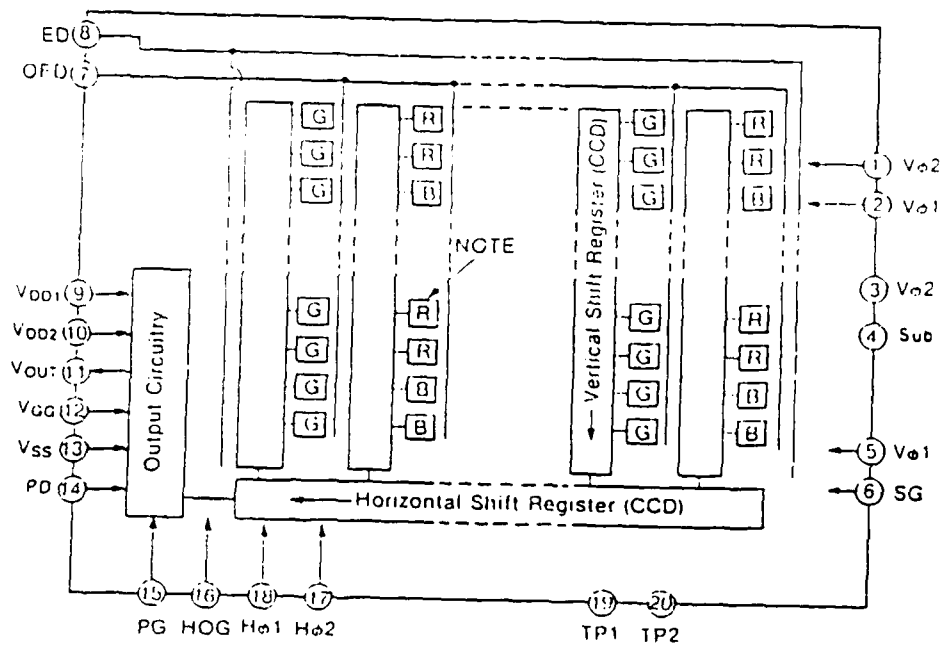 ED 8
OFD 7
G R G R
G R G R
G B G B
1 Vφ2
2 Vφ1
NOTE
3 Vφ2
4 Sub
VDD1 9
VDD2 10
VOUT 11
VGG 12
VSS 13
PD 14
Output Circuitry
Vertical Shift Register (CCD)
G R G R
G R G R
G B G B
G B G
5 Vφ1
6 SG
Horizontal Shift Register (CCD)
15 16 18 17 19 20
PG HOG Hφ1 Hφ2 TP1 TP2